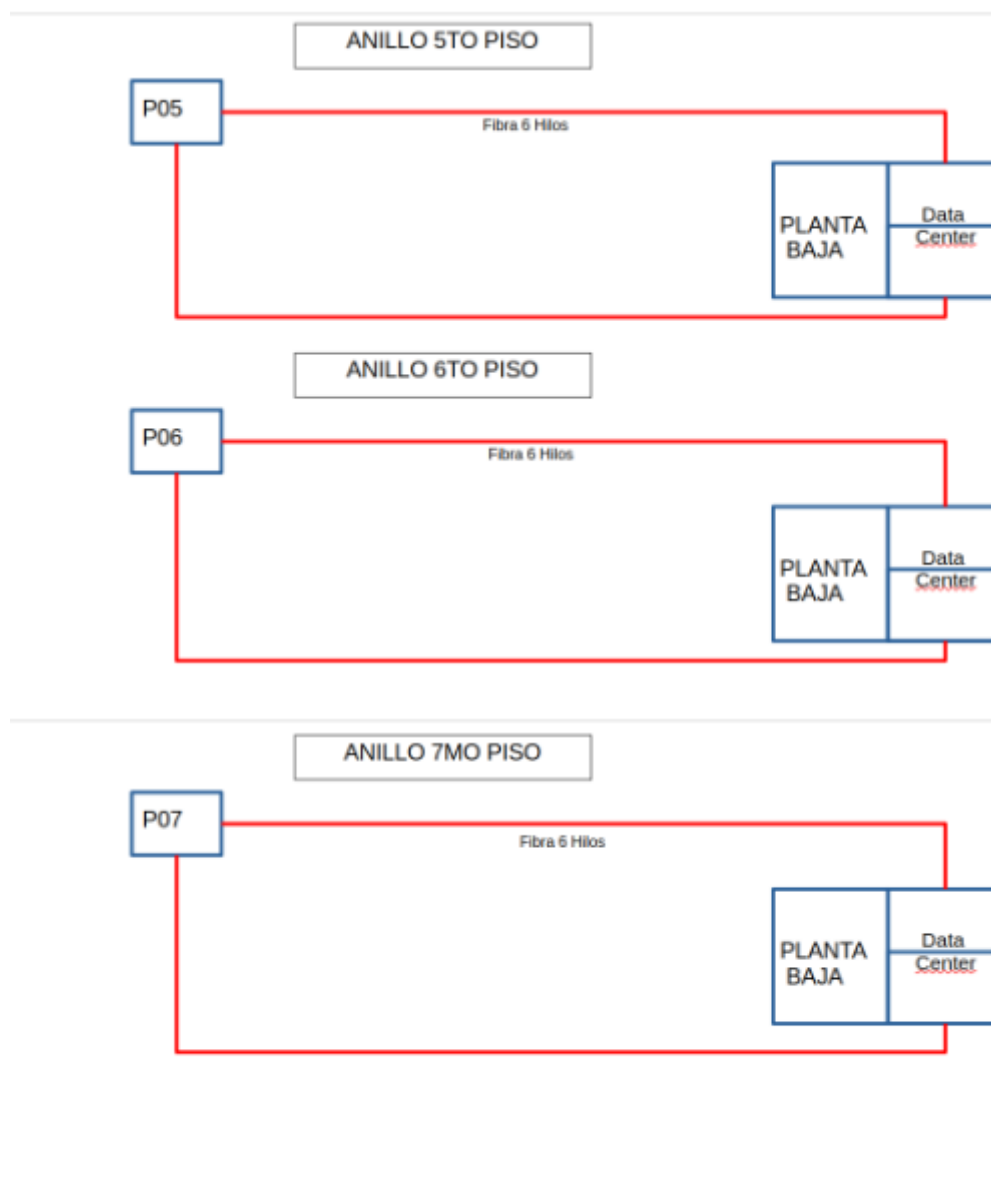 ANILLO 5TO PISO
P05
Fibra 6 Hilos
PLANTA
BAJA
Data
Center
ANILLO 6TO PISO
P06
Fibra 6 Hilos
PLANTA
BAJA
Data
Center
ANILLO 7MO PISO
P07
Fibra 6 Hilos
PLANTA
BAJA
Data
Center